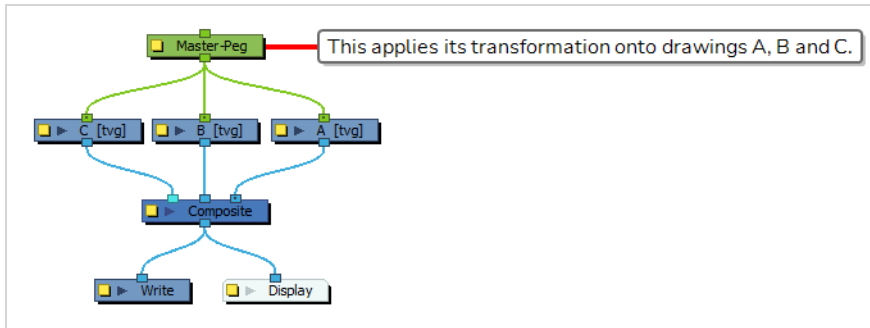 Master-Peg
This applies its transformation onto drawings A, B and C.
C [tvg]
B [tvg]
A [tvg]
Composite
Write
Display